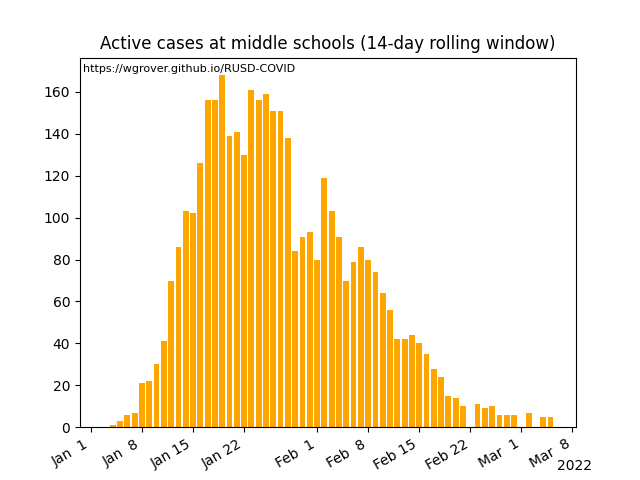 Active cases at middle schools (14-day rolling window)
https://wgrover.github.io/RUSD-COVID
160
140
120
100
80
60
40
20
0
Jan 1
Jan 8
Jan 15
Jan 22
Feb 1
Feb 8
Feb 15
Feb 22
Mar 1
Mar 8
2022